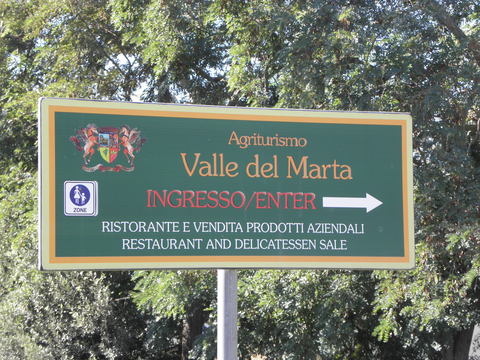 Agriturismo
Valle del Marta
INGRESSO/ENTER
ZONE
RISTORANTE E VENDITA PRODOTTI AZIENDALI
RESTAURANT AND DELICATESSEN SALE